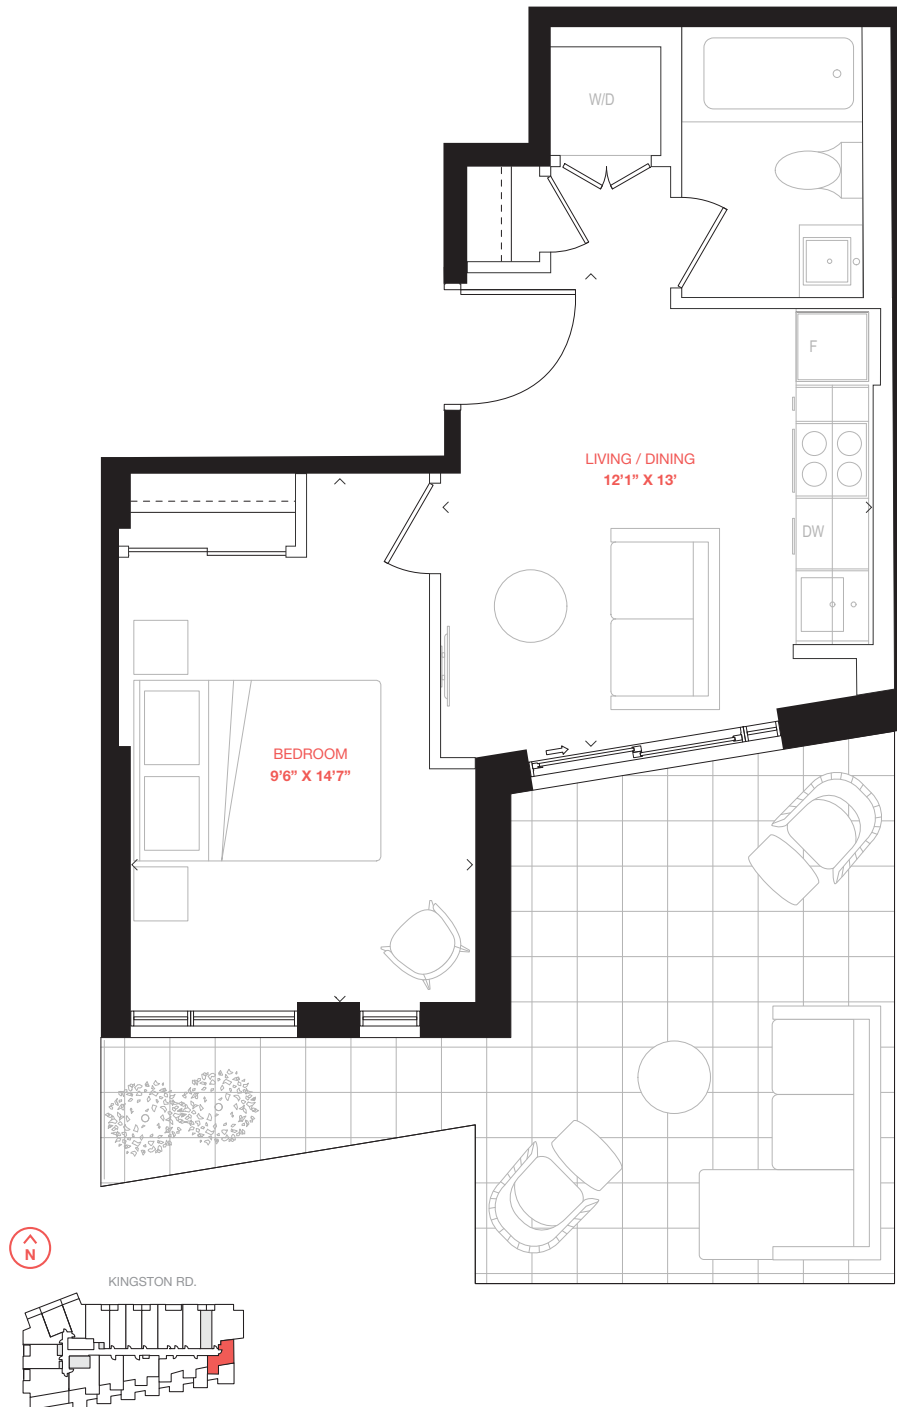 W/D
F
LIVING / DINING
12'1" X 13'
DW
BEDROOM
9'6" X 14'7"
N
KINGSTON RD.